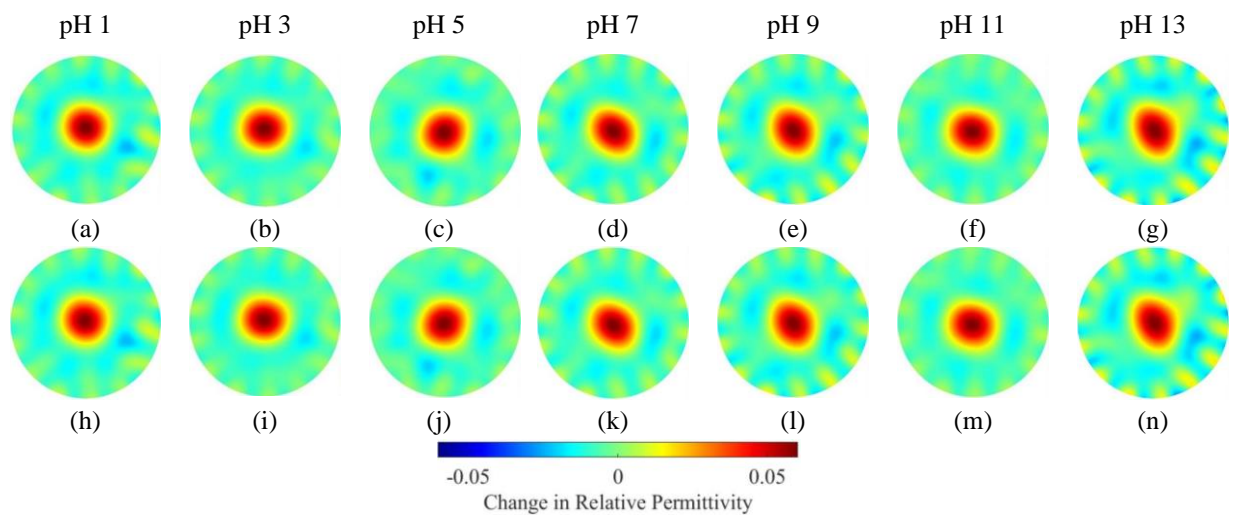 pH 1 pH 3 pH 5 pH 7 pH 9 pH 11 pH 13
(a) (b) (c) (d) (e) (f) (g)
(h) (i) (j) (k) (l) (m) (n)
-0.05 0 0.05
Change in Relative Permittivity